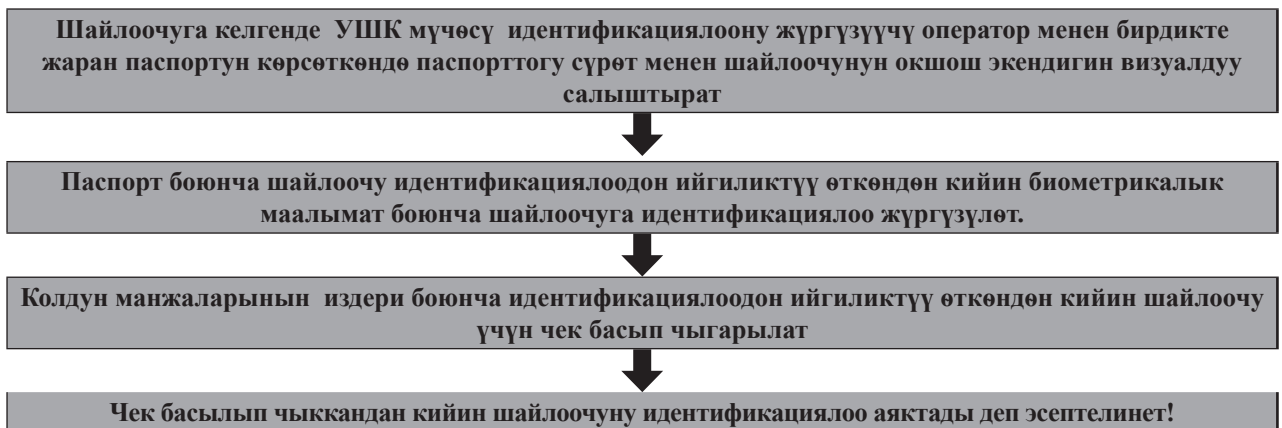 Шайлоочуга келгенде УШК мүчөсү идентификациялоону жүргүзүүчү оператор менен бирдикте
жаран паспортун көрсөткөндө паспорттогу сүрөт менен шайлоочунун окшош экендигин визуалдуу
салыштырат
Паспорт боюнча шайлоочу идентификациялоодон ийгиликтүү өткөндөн кийин биометрикалык
маалымат боюнча шайлоочуга идентификациялоо жүргүзүлөт.
Колдун манжаларынын издери боюнча идентификациялоодон ийгиликтүү өткөндөн кийин шайлоочу
үчүн чек басып чыгарылат
Чек басылып чыккандан кийин шайлоочуну идентификациялоо аяктады деп эсептелинет!